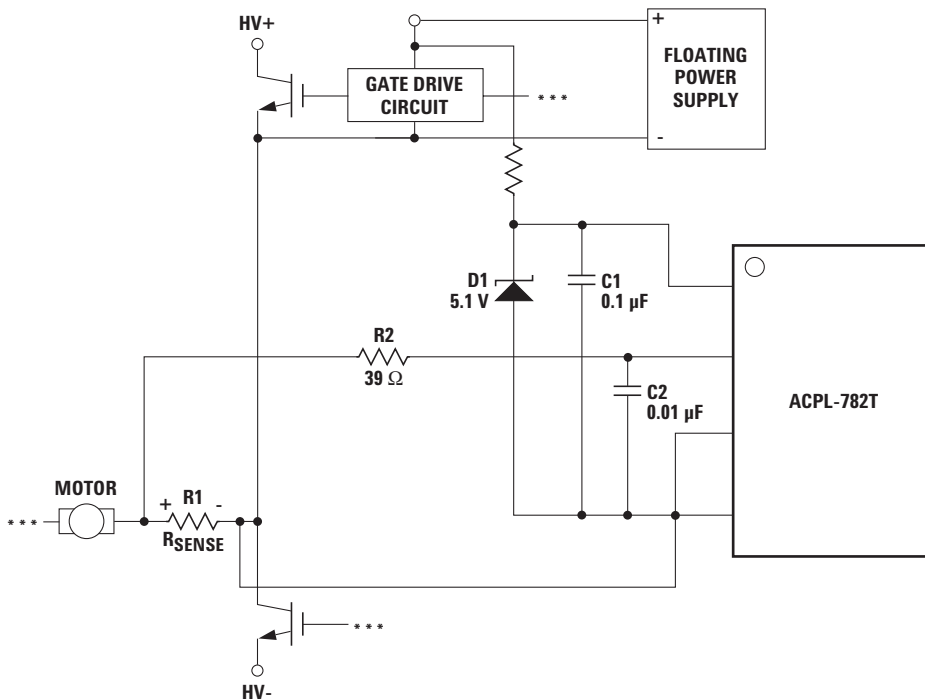 HV+
+
FLOATING
POWER
SUPPLY
-
GATE DRIVE
CIRCUIT
***
D1
5.1 V
C1
0.1 µF
R2
39 Ω
C2
0.01 µF
ACPL-782T
MOTOR
***
+ R1 -
RSENSE
***
HV-